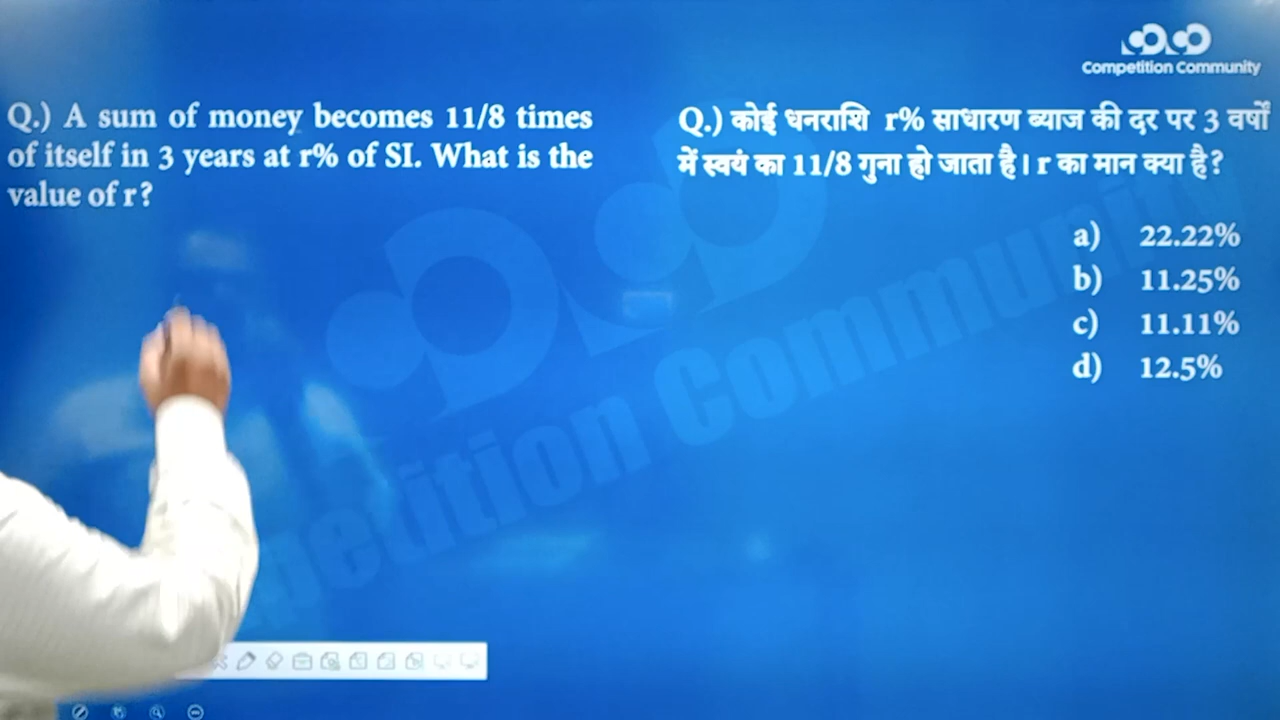 Competition Community
Q.) A sum of money becomes 11/8 times
of itself in 3 years at r% of SI. What is the
value of r?
Q.) कोई धनराशि r% साधारण ब्याज की दर पर 3 वर्षों
में स्वयं का 11/8 गुना हो जाता है। r का मान क्या है?
a) 22.22%
b) 11.25%
c) 11.11%
d) 12.5%
petition Community